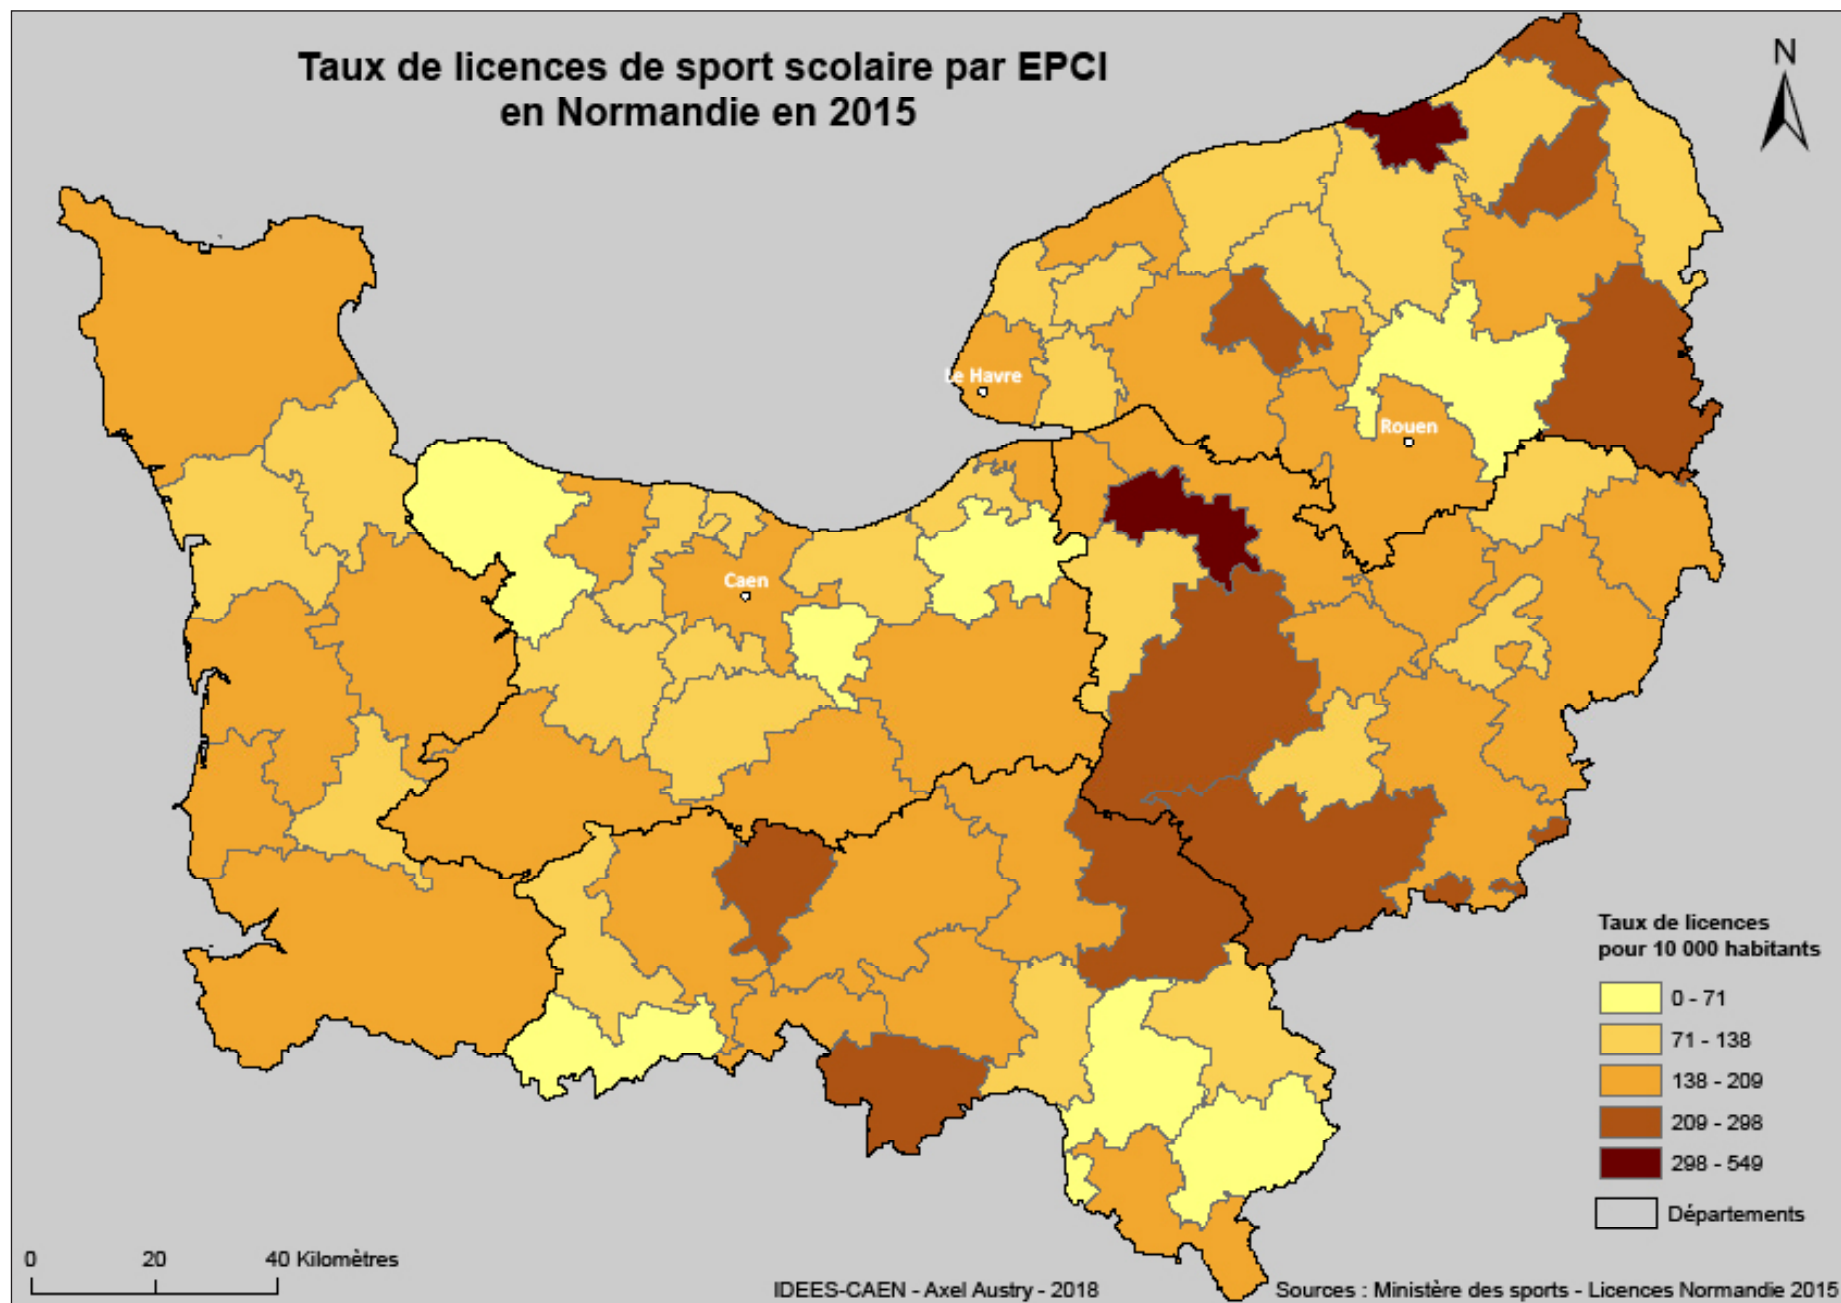 Taux de licences de sport scolaire par EPCI
en Normandie en 2015
N
Le Havre
Rouen
Caen
Taux de licences
pour 10 000 habitants
0 - 71
71 - 138
138 - 209
209 - 298
298 - 549
Départements
0 20 40 Kilomètres
IDEES-CAEN - Axel Austry - 2018
Sources : Ministère des sports - Licences Normandie 2015